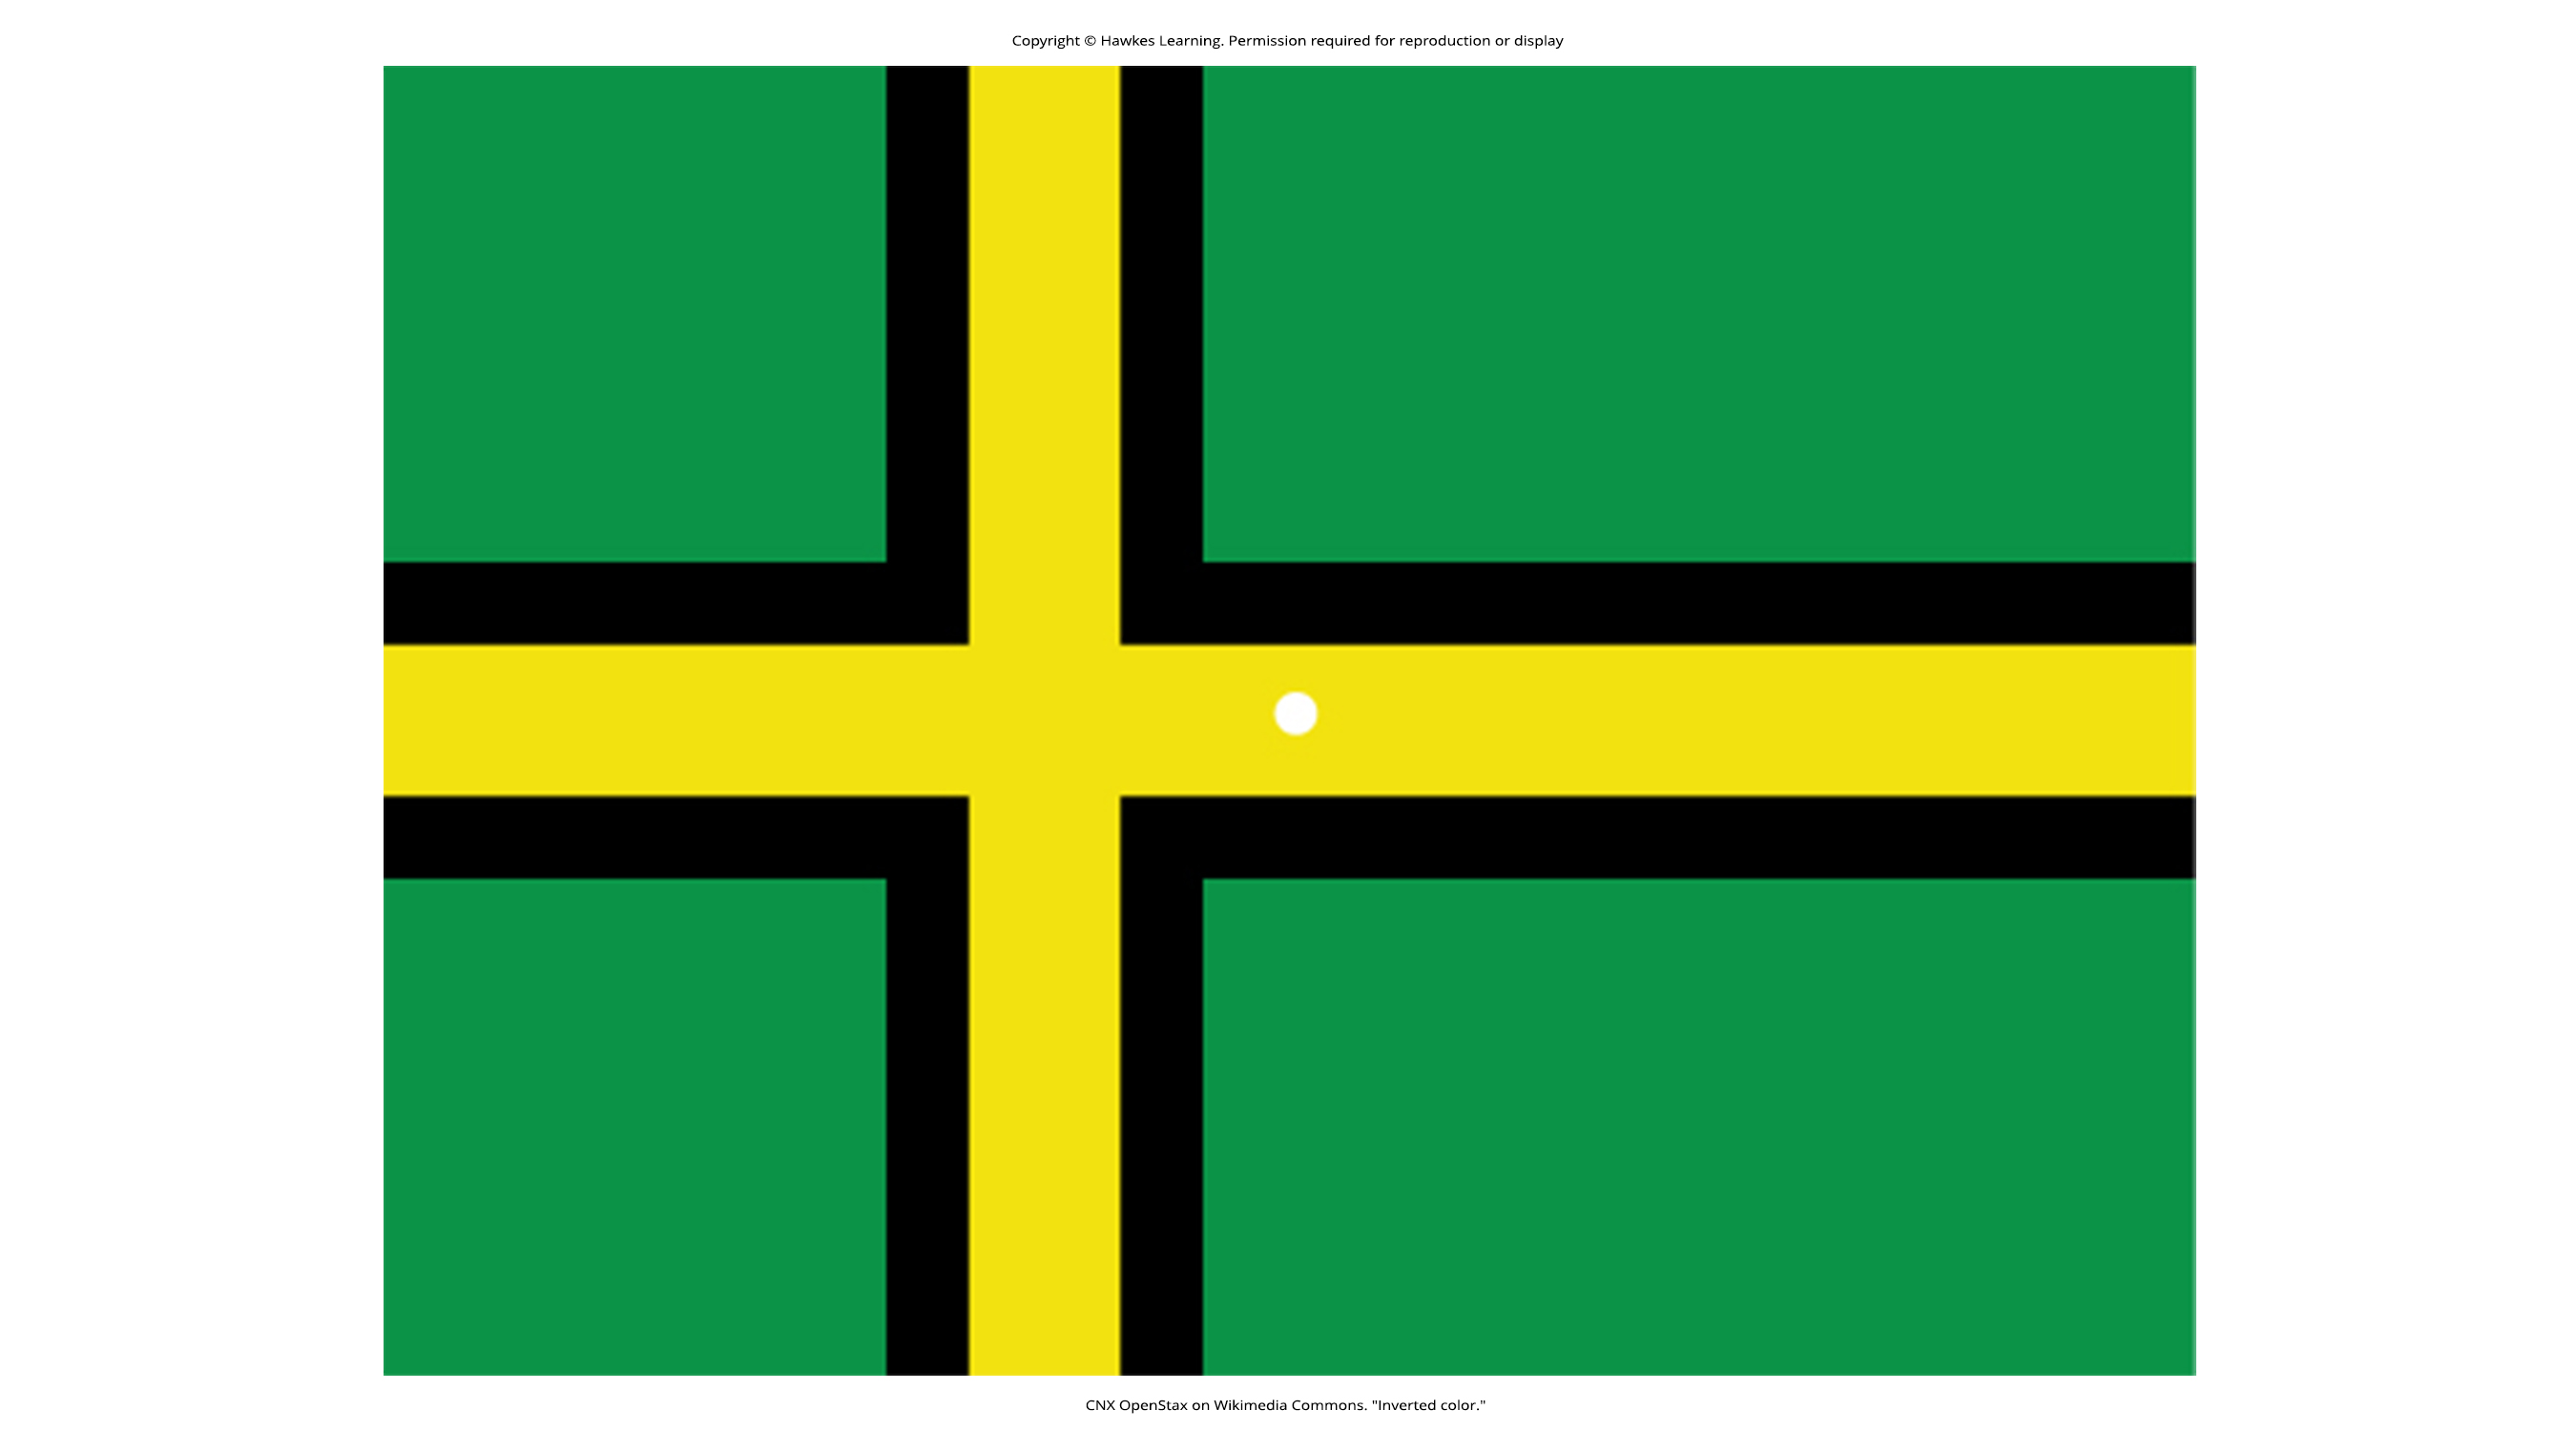 Copyright © Hawkes Learning. Permission required for reproduction or display
CNX OpenStax on Wikimedia Commons. "Inverted color."